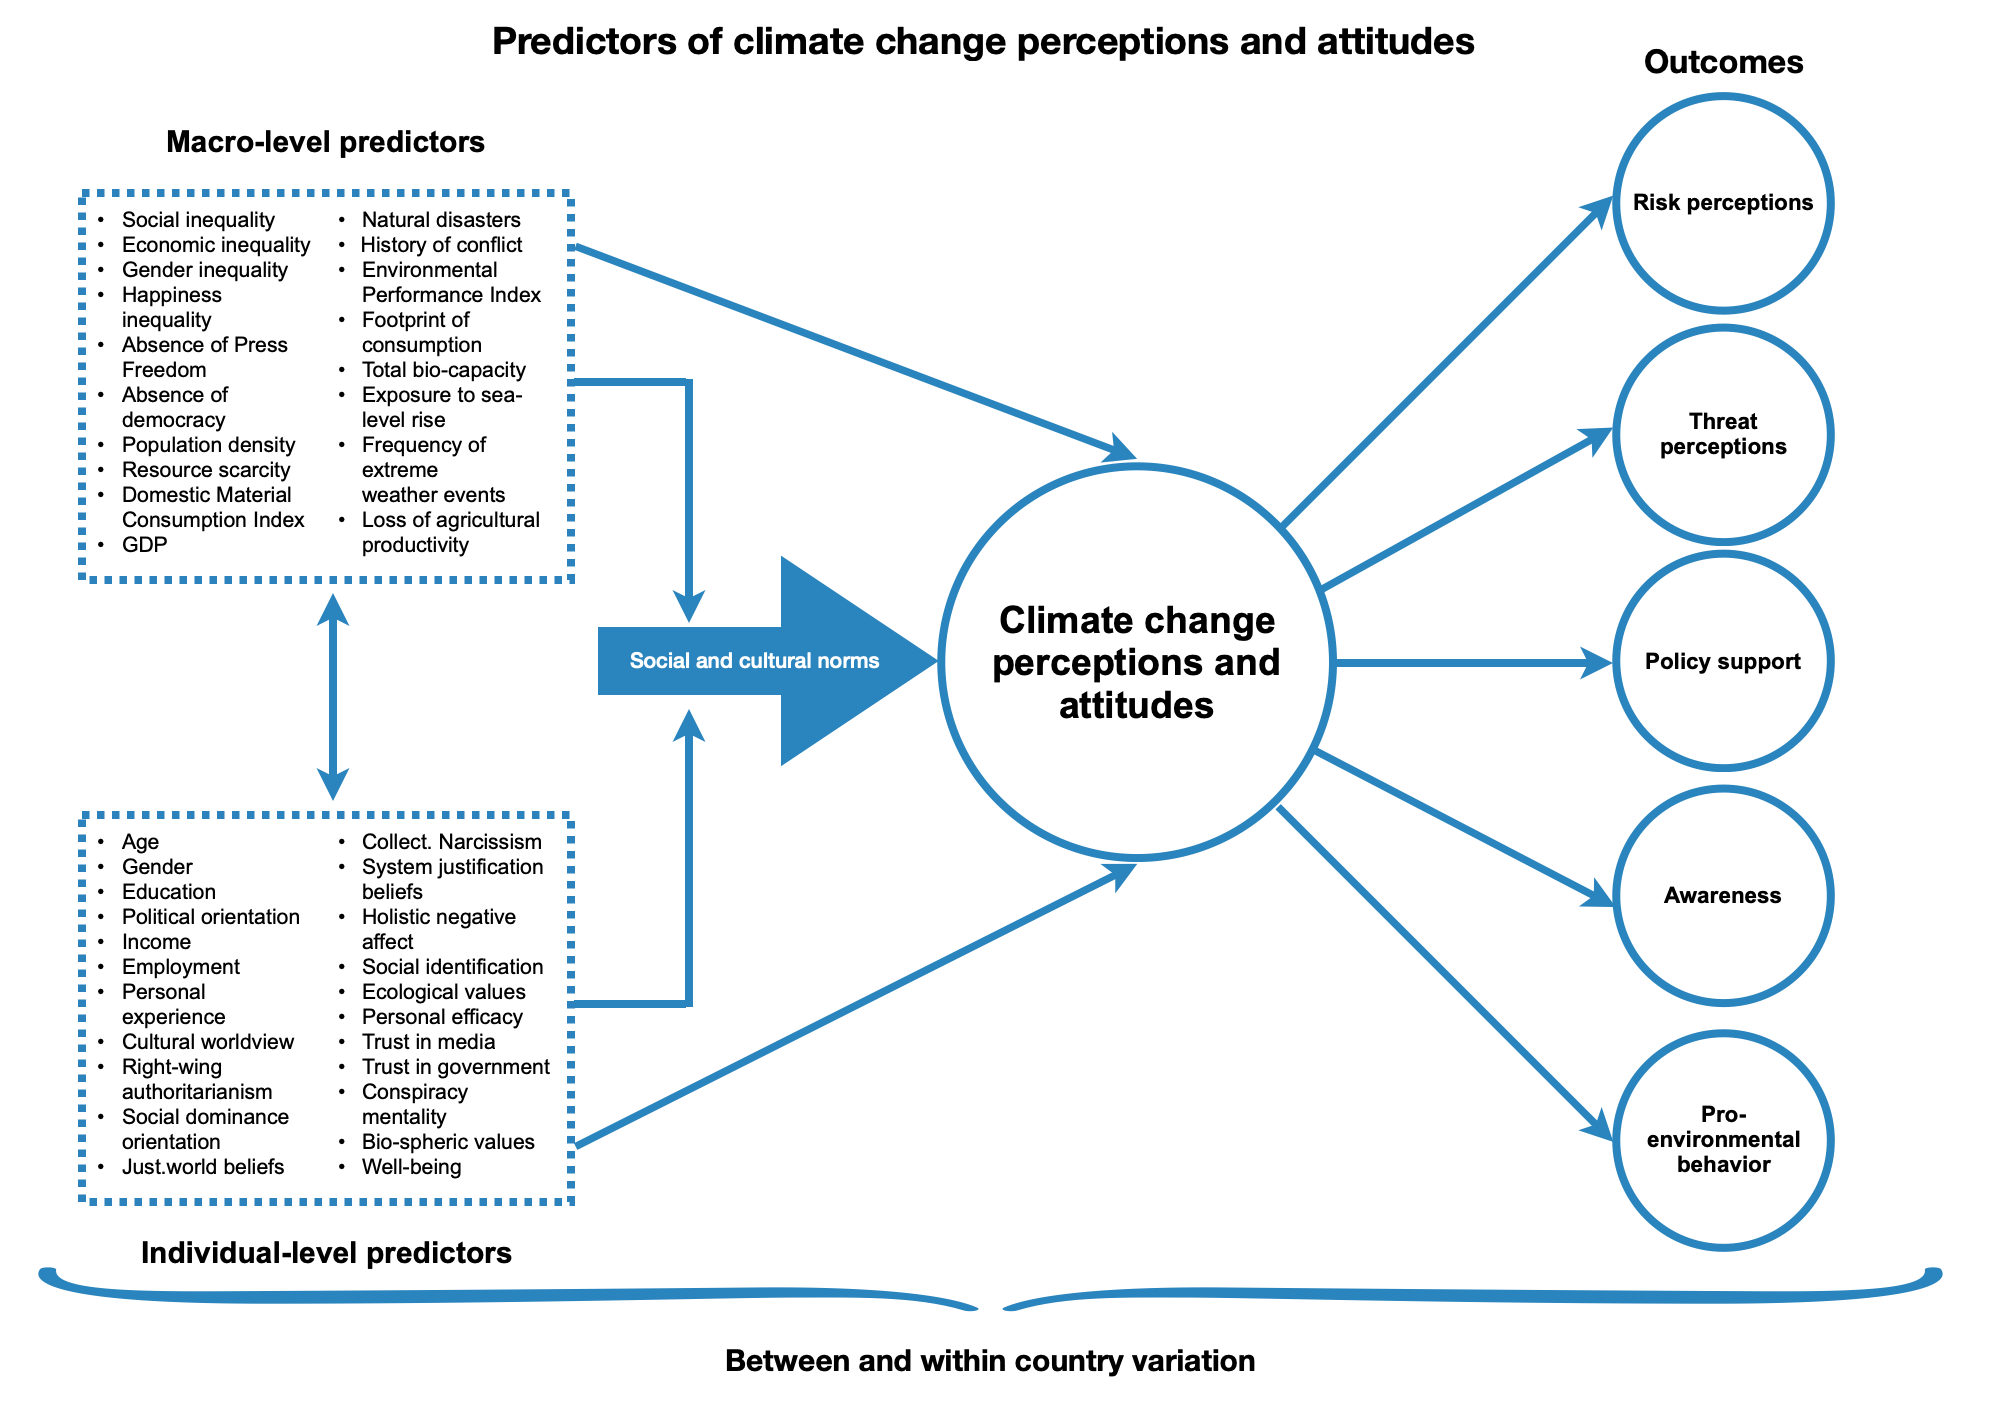 Predictors of climate change perceptions and attitudes
Outcomes
Macro-level predictors
• Social inequality
• Economic inequality
• Gender inequality
• Happiness
inequality
• Absence of Press
Freedom
• Absence of
democracy
• Population density
• Resource scarcity
• Domestic Material
Consumption Index
• GDP
• Natural disasters
• History of conflict
• Environmental
Performance Index
• Footprint of
consumption
• Total bio-capacity
• Exposure to sea-
level rise
• Frequency of
extreme
weather events
• Loss of agricultural
productivity
Social and cultural norms
• Age
• Gender
• Education
• Political orientation
• Income
• Employment
• Personal
experience
• Cultural worldview
• Right-wing
authoritarianism
• Social dominance
orientation
• Just.world beliefs
• Collect. Narcissism
• System justification
beliefs
• Holistic negative
affect
• Social identification
• Ecological values
• Personal efficacy
• Trust in media
• Trust in government
• Conspiracy
mentality
• Bio-spheric values
• Well-being
Individual-level predictors
Climate change
perceptions and
attitudes
Risk perceptions
Threat
perceptions
Policy support
Awareness
Pro-
environmental
behavior
Between and within country variation